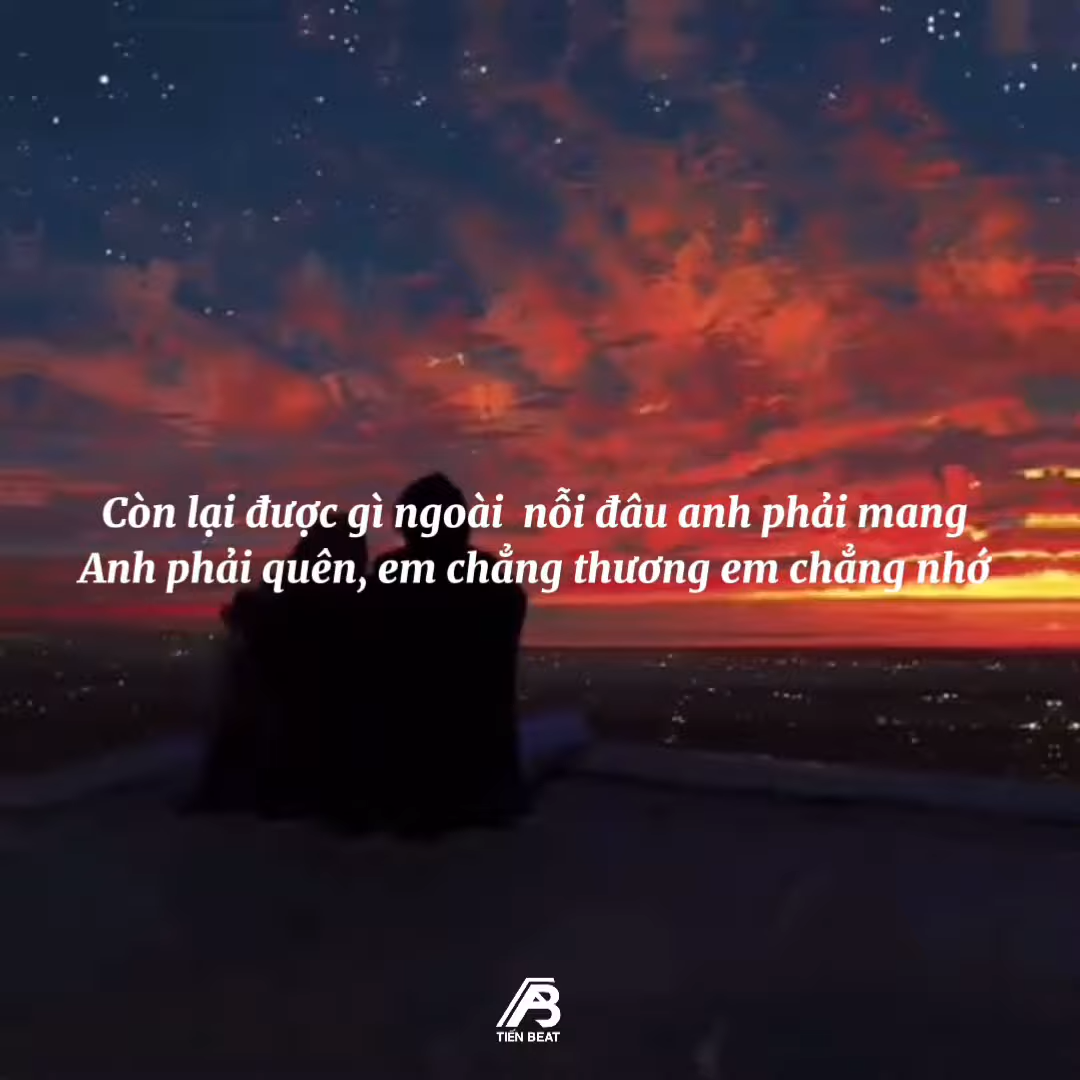 Còn lại được gì ngoài  nỗi đâu anh phải mang
Anh phải quên, em chẳng thương em chẳng nhớ
TIẾN BEAT